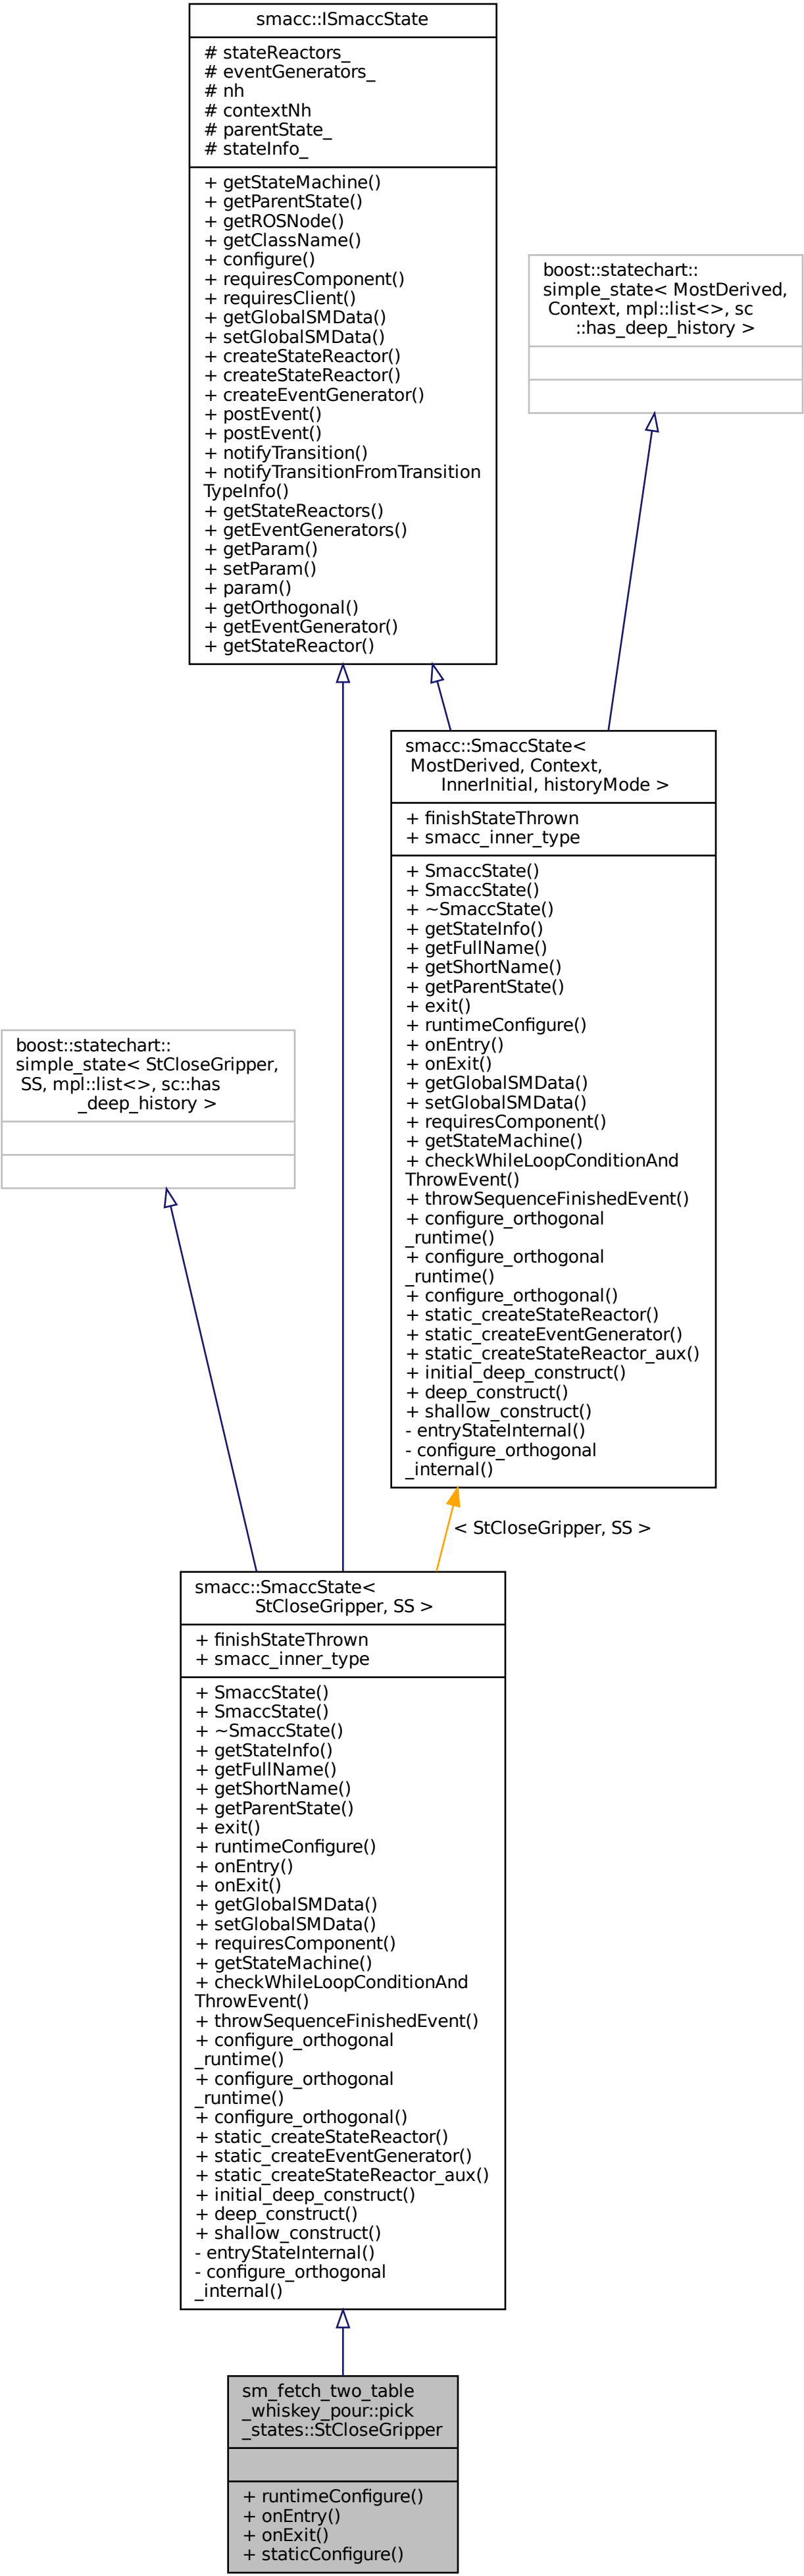 smacc::ISmaccState
# stateReactors_
# eventGenerators_
# nh
# contextNh
# parentState_
# stateInfo_
+ getStateMachine()
+ getParentState()
+ getROSNode()
+ getClassName()
+ configure()
+ requiresComponent()
+ requiresClient()
+ getGlobalSMData()
+ setGlobalSMData()
+ createStateReactor()
+ createStateReactor()
+ createEventGenerator()
+ postEvent()
+ postEvent()
+ notifyTransition()
+ notifyTransitionFromTransition
TypeInfo()
+ getStateReactors()
+ getEventGenerators()
+ getParam()
+ setParam()
+ param()
+ getOrthogonal()
+ getEventGenerator()
+ getStateReactor()
boost::statechart::
simple_state< MostDerived,
Context, mpl::list<>, sc
::has_deep_history >
smacc::SmaccState<
MostDerived, Context,
InnerInitial, historyMode >
+ finishStateThrown
+ smacc_inner_type
+ SmaccState()
+ SmaccState()
+ ~SmaccState()
+ getStateInfo()
+ getFullName()
+ getShortName()
+ getParentState()
+ exit()
+ runtimeConfigure()
+ onEntry()
+ onExit()
+ getGlobalSMData()
+ setGlobalSMData()
+ requiresComponent()
+ getStateMachine()
+ checkWhileLoopConditionAnd
ThrowEvent()
+ throwSequenceFinishedEvent()
+ configure_orthogonal
_runtime()
+ configure_orthogonal
_runtime()
+ configure_orthogonal()
+ static_createStateReactor()
+ static_createEventGenerator()
+ static_createStateReactor_aux()
+ initial_deep_construct()
+ deep_construct()
+ shallow_construct()
- entryStateInternal()
- configure_orthogonal
_internal()
boost::statechart::
simple_state< StCloseGripper,
SS, mpl::list<>, sc::has
_deep_history >
< StCloseGripper, SS >
smacc::SmaccState<
StCloseGripper, SS >
+ finishStateThrown
+ smacc_inner_type
+ SmaccState()
+ SmaccState()
+ ~SmaccState()
+ getStateInfo()
+ getFullName()
+ getShortName()
+ getParentState()
+ exit()
+ runtimeConfigure()
+ onEntry()
+ onExit()
+ getGlobalSMData()
+ setGlobalSMData()
+ requiresComponent()
+ getStateMachine()
+ checkWhileLoopConditionAnd
ThrowEvent()
+ throwSequenceFinishedEvent()
+ configure_orthogonal
_runtime()
+ configure_orthogonal
_runtime()
+ configure_orthogonal()
+ static_createStateReactor()
+ static_createEventGenerator()
+ static_createStateReactor_aux()
+ initial_deep_construct()
+ deep_construct()
+ shallow_construct()
- entryStateInternal()
- configure_orthogonal
_internal()
sm_fetch_two_table
_whiskey_pour::pick
_states::StCloseGripper
+ runtimeConfigure()
+ onEntry()
+ onExit()
+ staticConfigure()